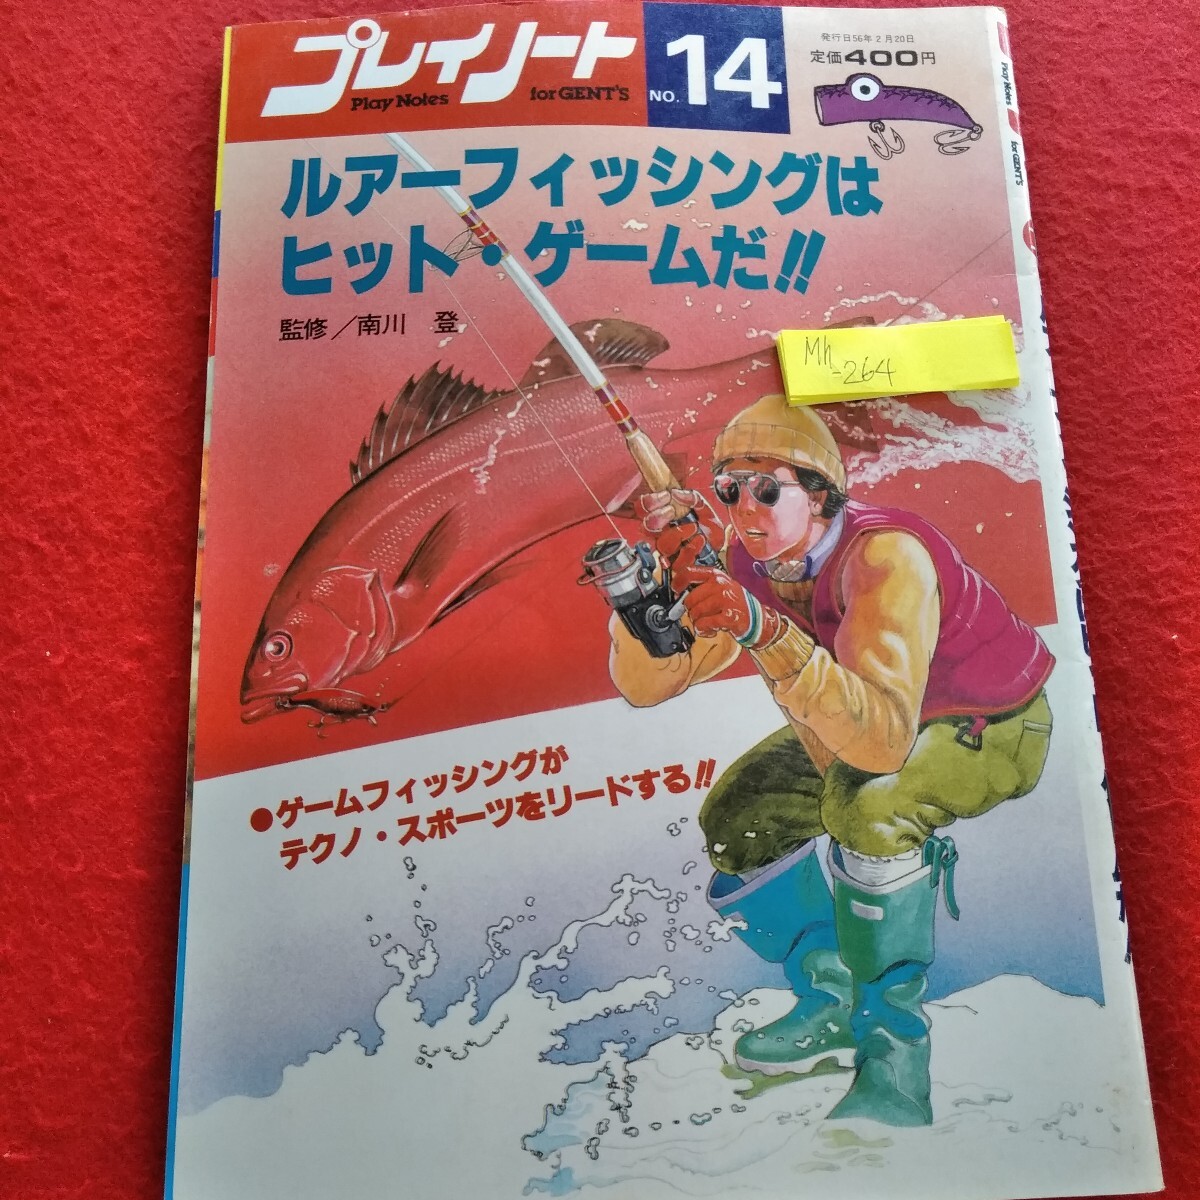 プレイノート
Play Notes for GENT'S
NO.14
発行日56年2月20日
定価400円
ルアーフィッシングは
ヒット・ゲームだ!!
監修／南川 登
Mh-264
●ゲームフィッシングが
テクノ・スポーツをリードする!!
Play Notes
for GENT'S